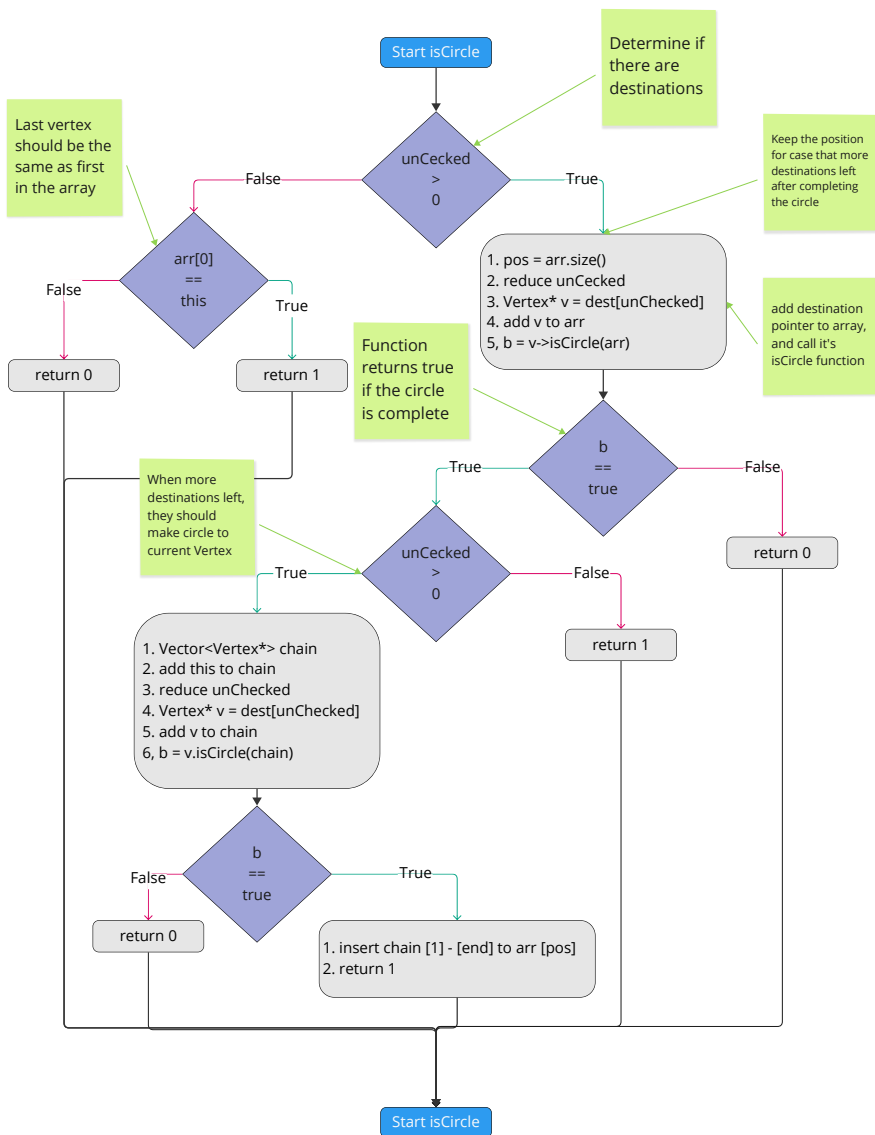 Start isCircle
Determine if
there are
destinations
Last vertex
should be the
same as first
in the array
unCecked
>
0
Keep the position
for case that more
destinations left
after completing
the circle
False
True
arr[0]
==
this
1. pos = arr.size()
2. reduce unCecked
3. Vertex* v = dest[unChecked]
4. add v to arr
5, b = v->isCircle(arr)
False
True
add destination
pointer to array,
and call it's
isCircle function
return 0
return 1
Function
returns true
if the circle
is complete
b
==
true
True
False
When more
destinations left,
they should
make circle to
current Vertex
unCecked
>
0
return 0
True
False
return 1
1. Vector<Vertex*> chain
2. add this to chain
3. reduce unChecked
4. Vertex* v = dest[unChecked]
5. add v to chain
6, b = v.isCircle(chain)
b
==
true
False
True
return 0
1. insert chain [1] - [end] to arr [pos]
2. return 1
Start isCircle